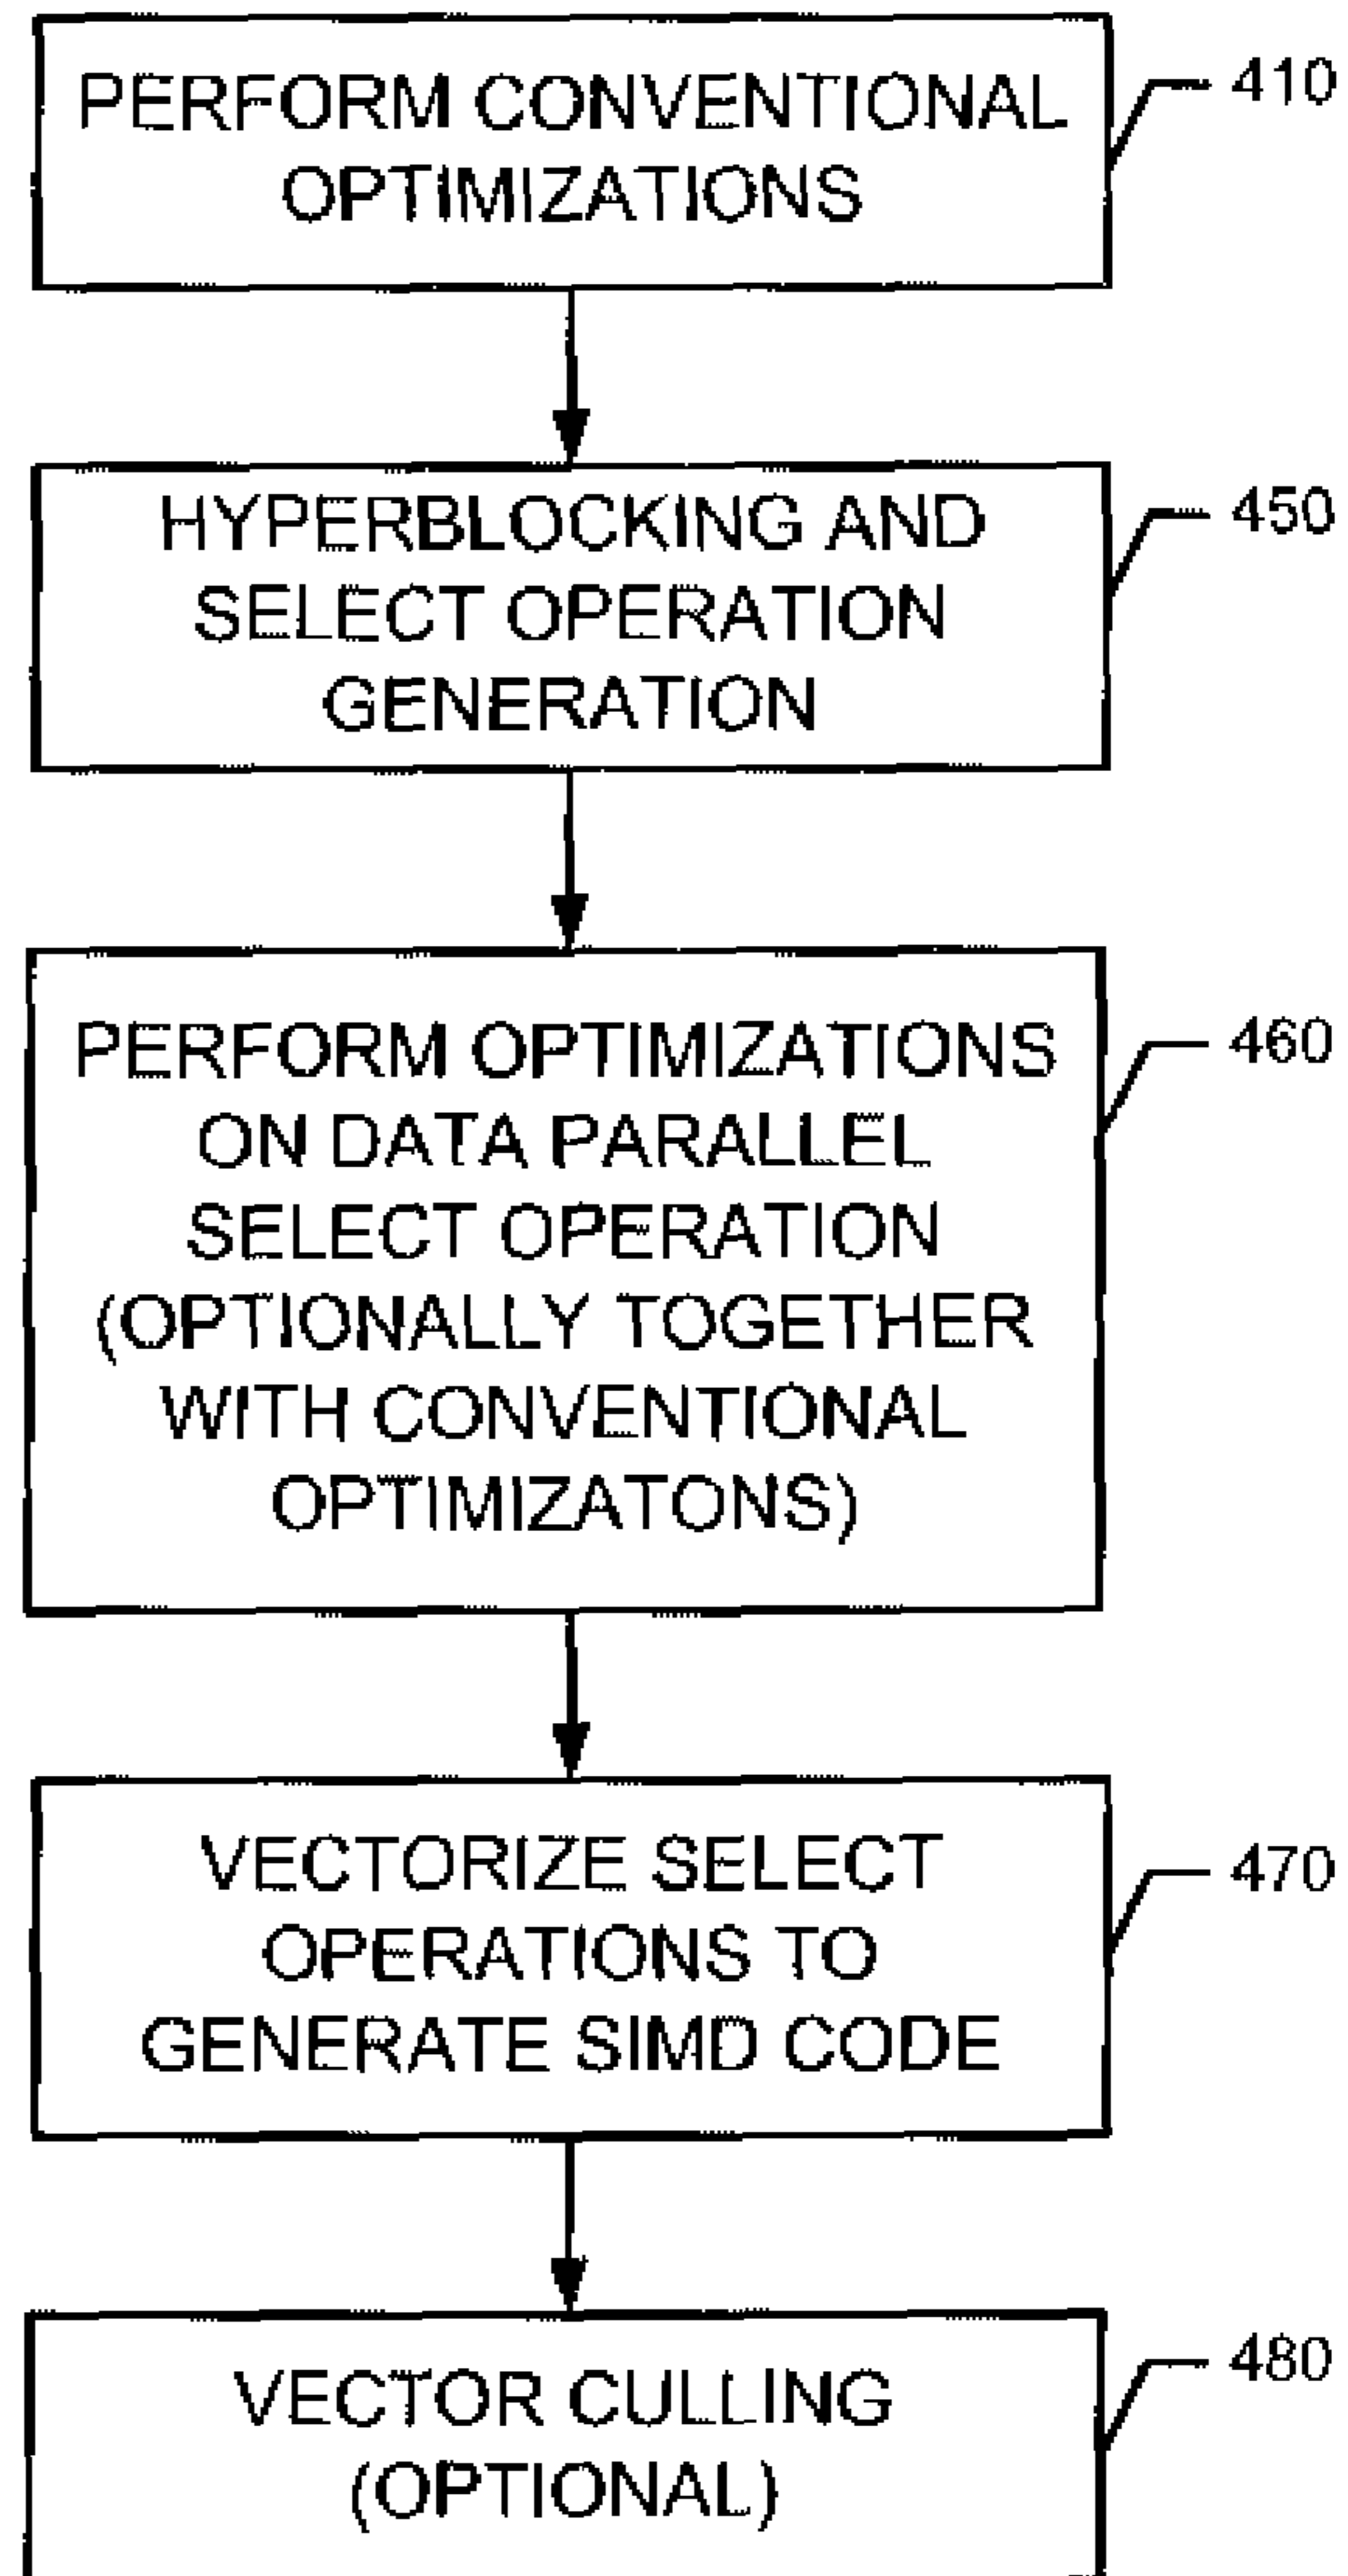 PERFORM CONVENTIONAL
OPTIMIZATIONS
410
HYPERBLOCKING AND
SELECT OPERATION
GENERATION
450
PERFORM OPTIMIZATIONS
ON DATA PARALLEL
SELECT OPERATION
(OPTIONALLY TOGETHER
WITH CONVENTIONAL
OPTIMIZATONS)
460
VECTORIZE SELECT
OPERATIONS TO
GENERATE SIMD CODE
470
VECTOR CULLING
(OPTIONAL)
480